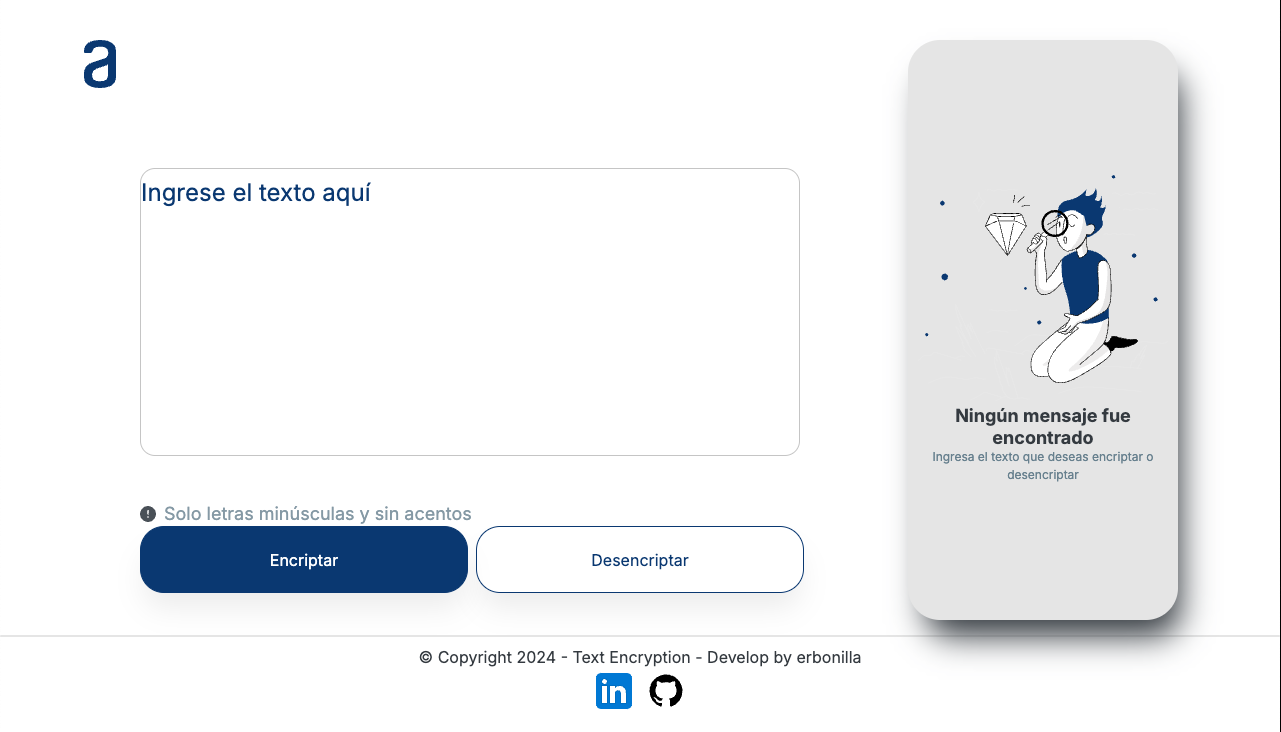 a
Ingrese el texto aquí
Solo letras minúsculas y sin acentos
Encriptar
Desencriptar
Ningún mensaje fue
encontrado
Ingresa el texto que deseas encriptar o
desencriptar
© Copyright 2024 - Text Encryption - Develop by erbonilla
in